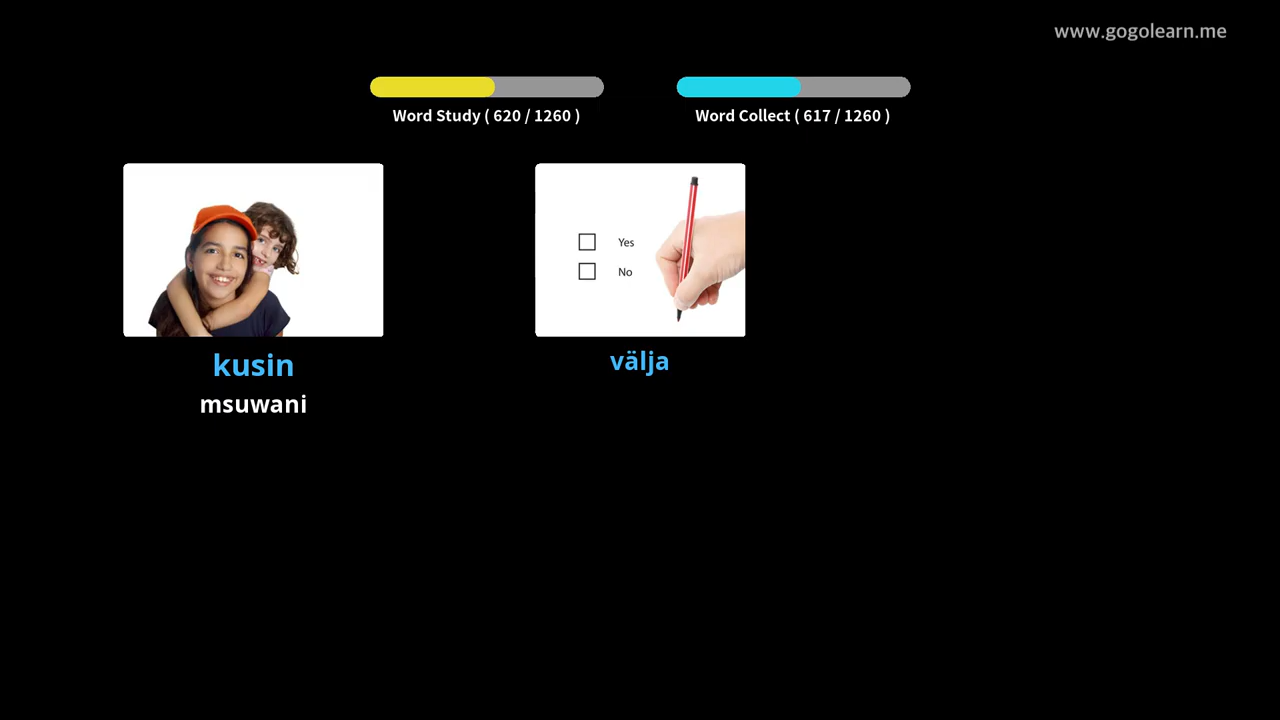 www.gogolearn.me
Word Study ( 620 / 1260 )
Word Collect ( 617 / 1260 )
Yes
No
kusin
msuwani
välja